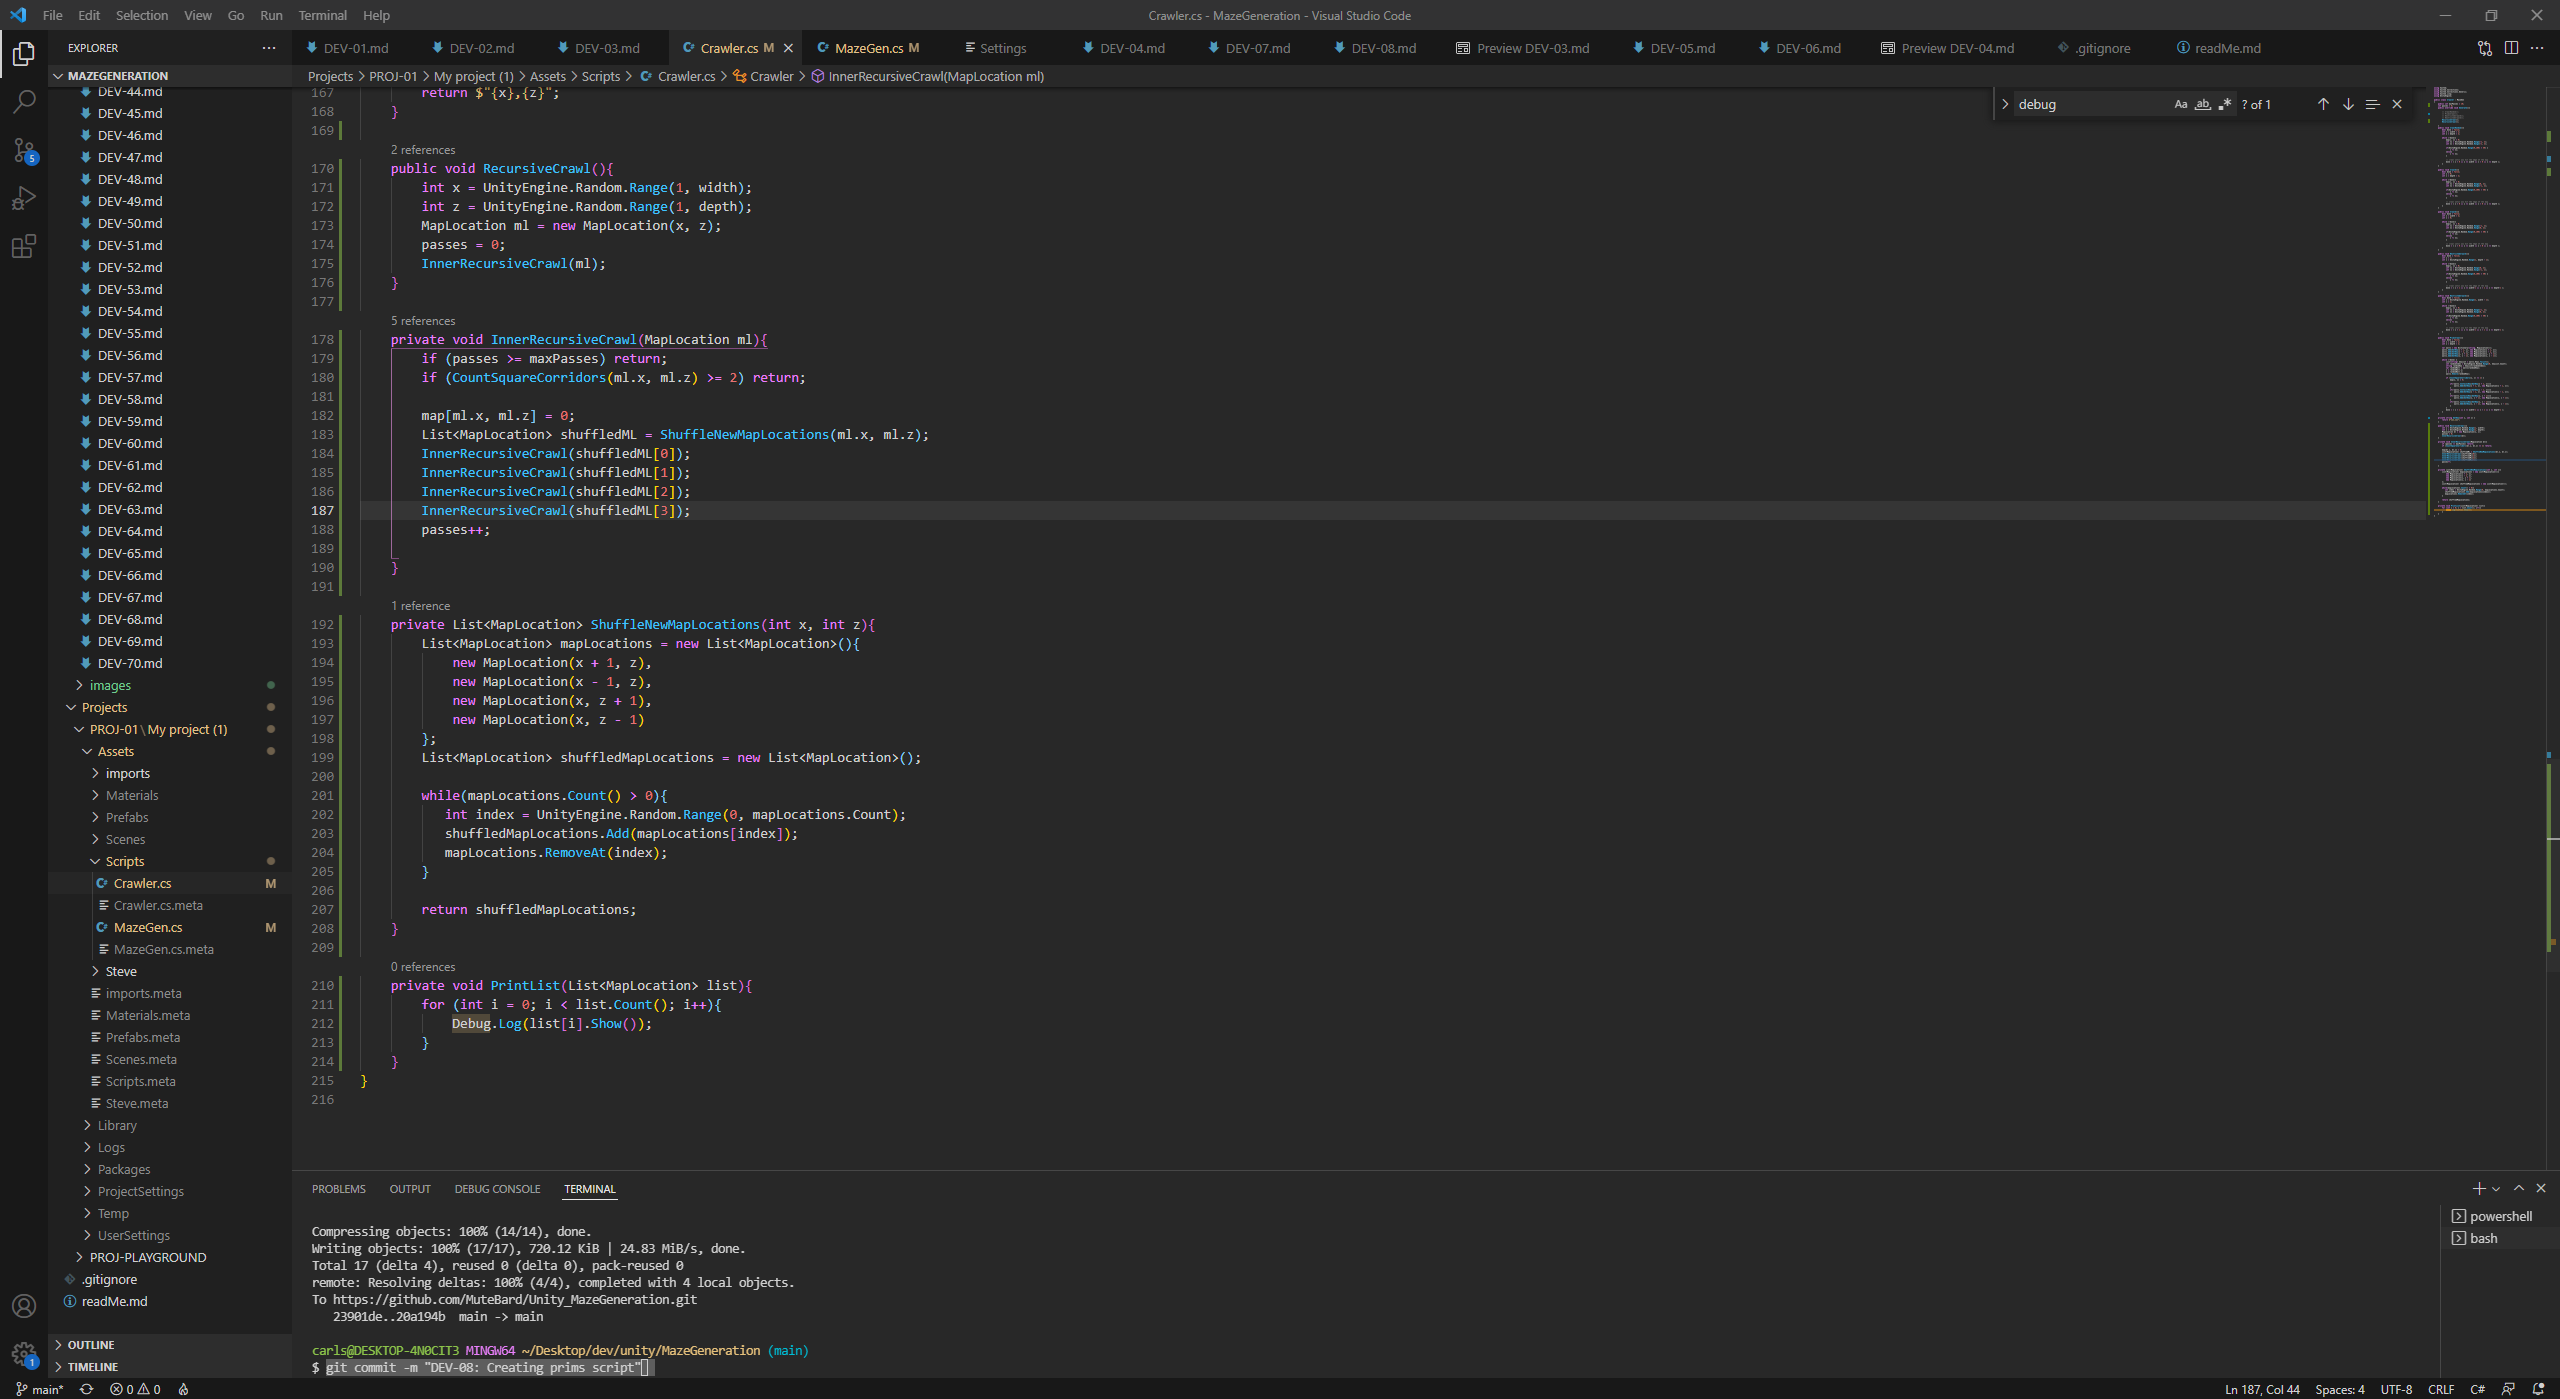 File Edit Selection View Go Run Terminal Help
Crawler.cs - MazeGeneration - Visual Studio Code
EXPLORER
DEV-01.md DEV-02.md DEV-03.md Crawler.cs M MazeGen.cs M Settings DEV-04.md DEV-07.md DEV-08.md Preview DEV-03.md DEV-05.md DEV-06.md Preview DEV-04.md .gitignore readMe.md
Projects > PROJ-01 > My project (1) > Assets > Scripts > Crawler.cs > Crawler > InnerRecursiveCrawl(MapLocation ml)
debug
Aa ab ? of 1
MAZEGENERATION
DEV-44.md
DEV-45.md
DEV-46.md
DEV-47.md
DEV-48.md
DEV-49.md
DEV-50.md
DEV-51.md
DEV-52.md
DEV-53.md
DEV-54.md
DEV-55.md
DEV-56.md
DEV-57.md
DEV-58.md
DEV-59.md
DEV-60.md
DEV-61.md
DEV-62.md
DEV-63.md
DEV-64.md
DEV-65.md
DEV-66.md
DEV-67.md
DEV-68.md
DEV-69.md
DEV-70.md
images
Projects
PROJ-01\My project (1)
Assets
imports
Materials
Prefabs
Scenes
Scripts
Crawler.cs M
Crawler.cs.meta
MazeGen.cs M
MazeGen.cs.meta
Steve
imports.meta
Materials.meta
Prefabs.meta
Scenes.meta
Scripts.meta
Steve.meta
Library
Logs
Packages
ProjectSettings
Temp
UserSettings
PROJ-PLAYGROUND
.gitignore
readMe.md
OUTLINE
TIMELINE
5
1
167 return $"{x},{z}";
168 }
169
2 references
170 public void RecursiveCrawl(){
171 int x = UnityEngine.Random.Range(1, width);
172 int z = UnityEngine.Random.Range(1, depth);
173 MapLocation ml = new MapLocation(x, z);
174 passes = 0;
175 InnerRecursiveCrawl(ml);
176 }
177
5 references
178 private void InnerRecursiveCrawl(MapLocation ml){
179 if (passes >= maxPasses) return;
180 if (CountSquareCorridors(ml.x, ml.z) >= 2) return;
181
182 map[ml.x, ml.z] = 0;
183 List<MapLocation> shuffledML = ShuffleNewMapLocations(ml.x, ml.z);
184 InnerRecursiveCrawl(shuffledML[0]);
185 InnerRecursiveCrawl(shuffledML[1]);
186 InnerRecursiveCrawl(shuffledML[2]);
187 InnerRecursiveCrawl(shuffledML[3]);
188 passes++;
189
190 }
191
1 reference
192 private List<MapLocation> ShuffleNewMapLocations(int x, int z){
193 List<MapLocation> mapLocations = new List<MapLocation>(){
194 new MapLocation(x + 1, z),
195 new MapLocation(x - 1, z),
196 new MapLocation(x, z + 1),
197 new MapLocation(x, z - 1)
198 };
199 List<MapLocation> shuffledMapLocations = new List<MapLocation>();
200
201 while(mapLocations.Count() > 0){
202 int index = UnityEngine.Random.Range(0, mapLocations.Count);
203 shuffledMapLocations.Add(mapLocations[index]);
204 mapLocations.RemoveAt(index);
205 }
206
207 return shuffledMapLocations;
208 }
209
0 references
210 private void PrintList(List<MapLocation> list){
211 for (int i = 0; i < list.Count(); i++){
212 Debug.Log(list[i].Show());
213 }
214 }
215 }
216
PROBLEMS OUTPUT DEBUG CONSOLE TERMINAL
powershell
bash
Compressing objects: 100% (14/14), done.
Writing objects: 100% (17/17), 720.12 KiB | 24.83 MiB/s, done.
Total 17 (delta 4), reused 0 (delta 0), pack-reused 0
remote: Resolving deltas: 100% (4/4), completed with 4 local objects.
To https://github.com/MuteBard/Unity_MazeGeneration.git
23901de..20a194b main -> main
carls@DESKTOP-4N0CIT3 MINGW64 ~/Desktop/dev/unity/MazeGeneration (main)
$ git commit -m "DEV-08: Creating prims script"
main* 0 0 Ln 187, Col 44 Spaces: 4 UTF-8 CRLF C#